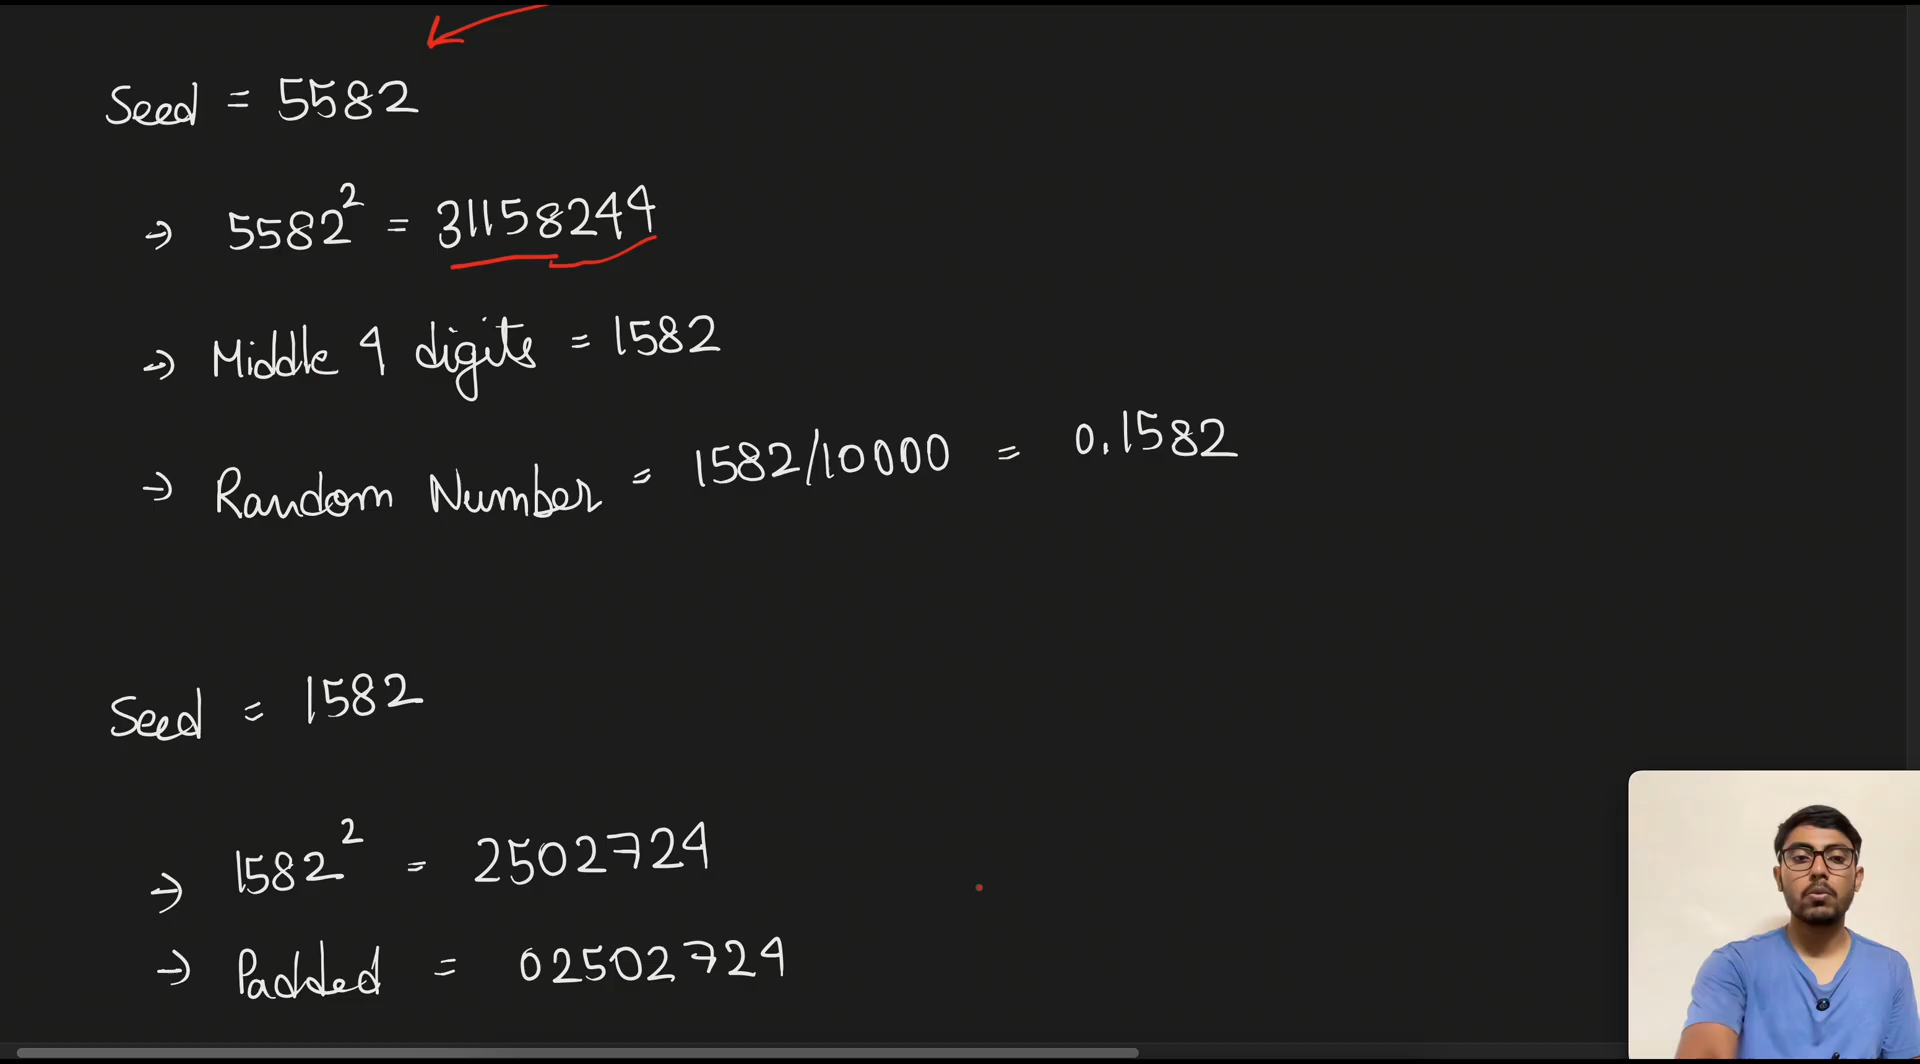 Seed = 5582
→ 5582² = 31158244
→ Middle 4 digits = 1582
→ Random Number = 1582/10000 = 0.1582
Seed = 1582
→ 1582² = 2502724
→ Padded = 02502724